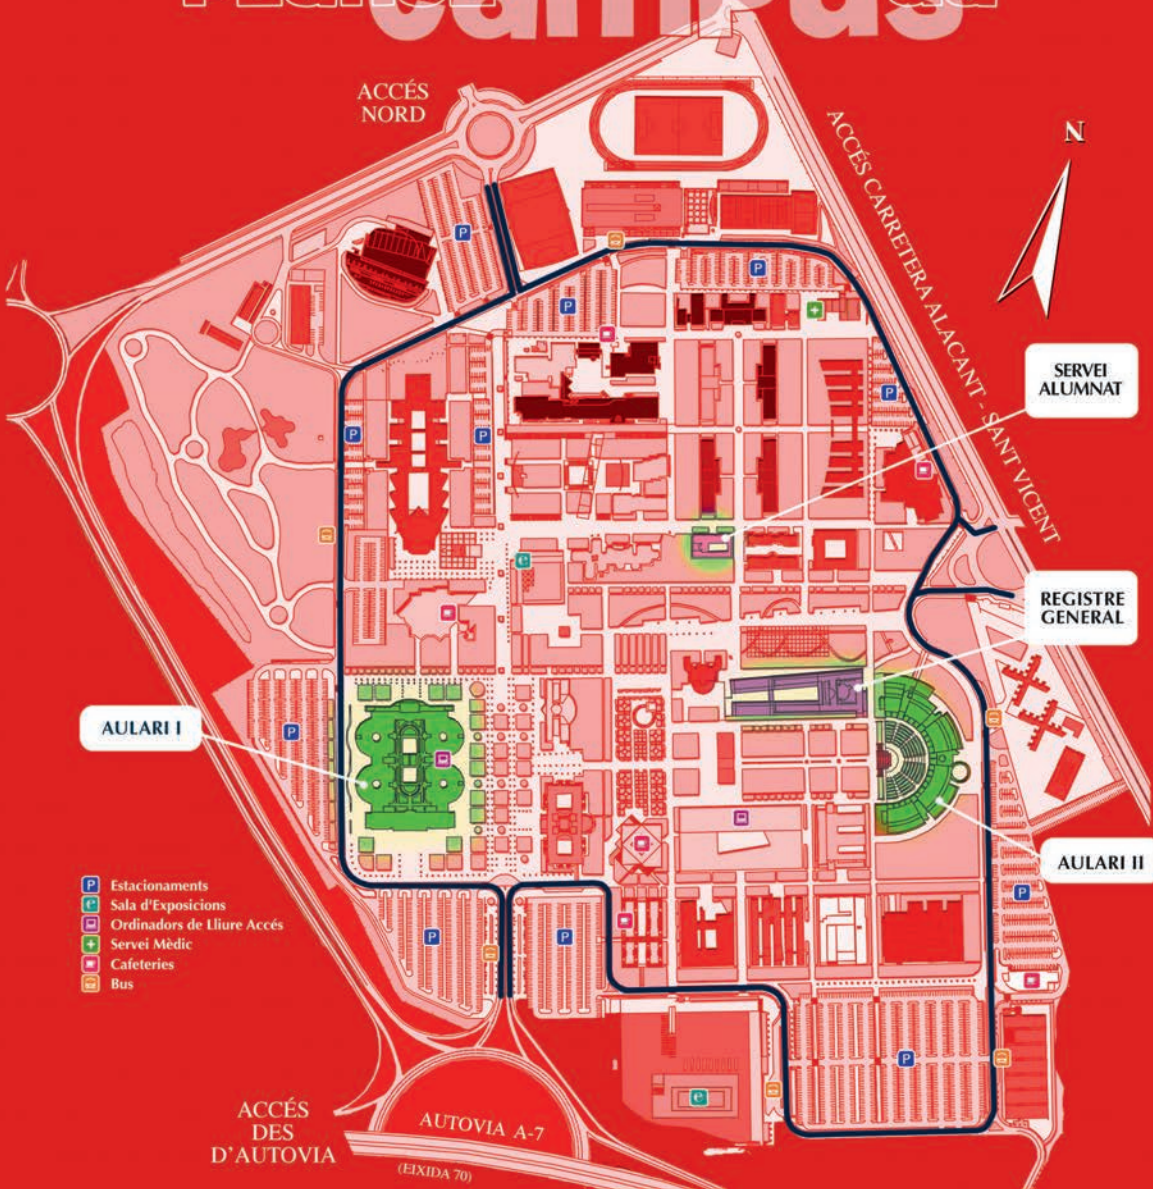 campus
ACCÉS
NORD
N
ACCÉS CARRETERA ALACANT - SANT VICENT
SERVEI
ALUMNAT
REGISTRE
GENERAL
AULARI I
AULARI II
P Estacionaments
e Sala d'Exposicions
Ordinadors de Lliure Accés
+ Servei Mèdic
Cafeteries
Bus
ACCÉS
DES
D'AUTOVIA
AUTOVIA A-7
(EIXIDA 70)
P
P
P
P
P
P
e
P
P
P
P
P
e